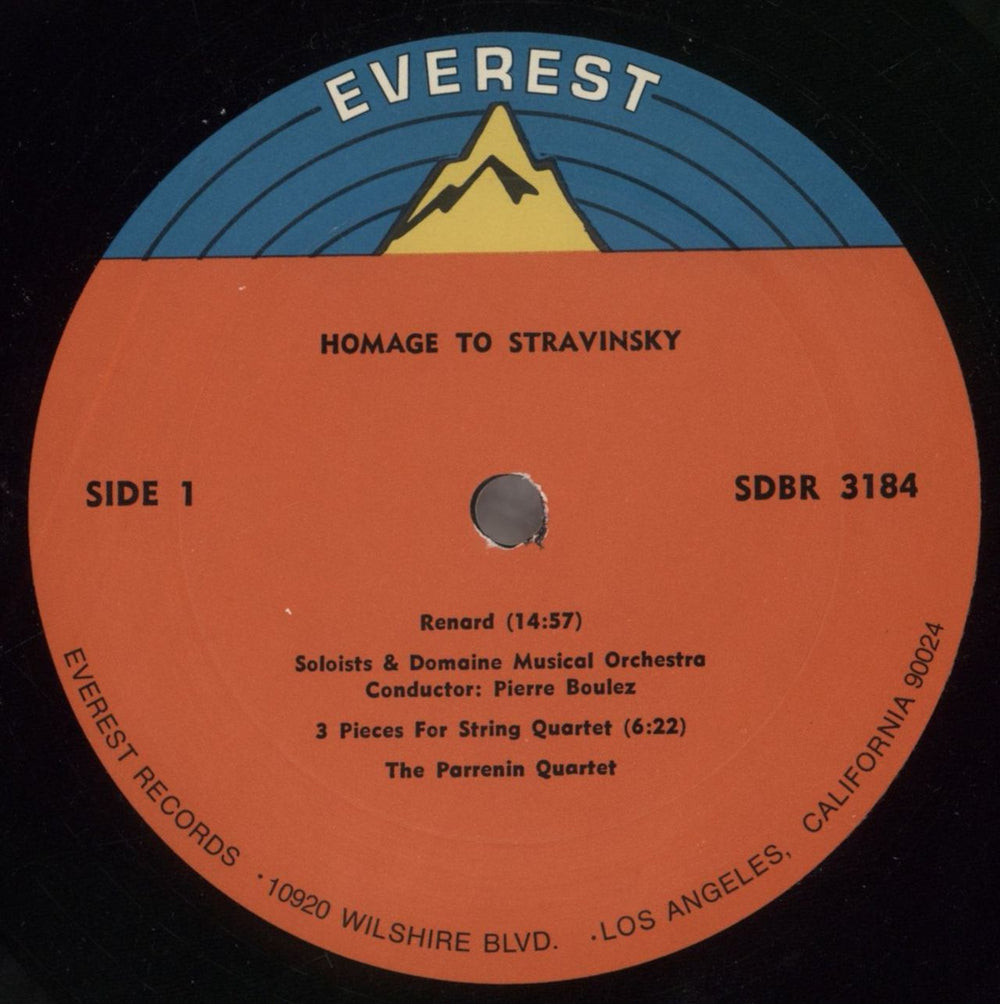 EVEREST
HOMAGE TO STRAVINSKY
SIDE 1
SDBR 3184
Renard (14:57)
Soloists & Domaine Musical Orchestra
Conductor: Pierre Boulez
3 Pieces For String Quartet (6:22)
The Parrenin Quartet
EVEREST RECORDS · 10920 WILSHIRE BLVD. · LOS ANGELES, CALIFORNIA 90024